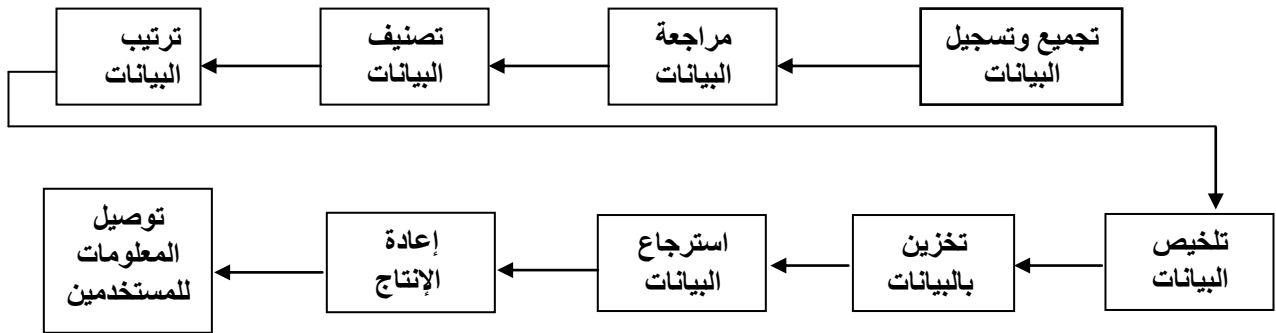 تجميع وتسجيل
البيانات
مراجعة
البيانات
تصنيف
البيانات
ترتيب
البيانات
تلخيص
البيانات
تخزين
بالبيانات
استرجاع
البيانات
إعادة
الإنتاج
توصيل
المعلومات
للمستخدمين